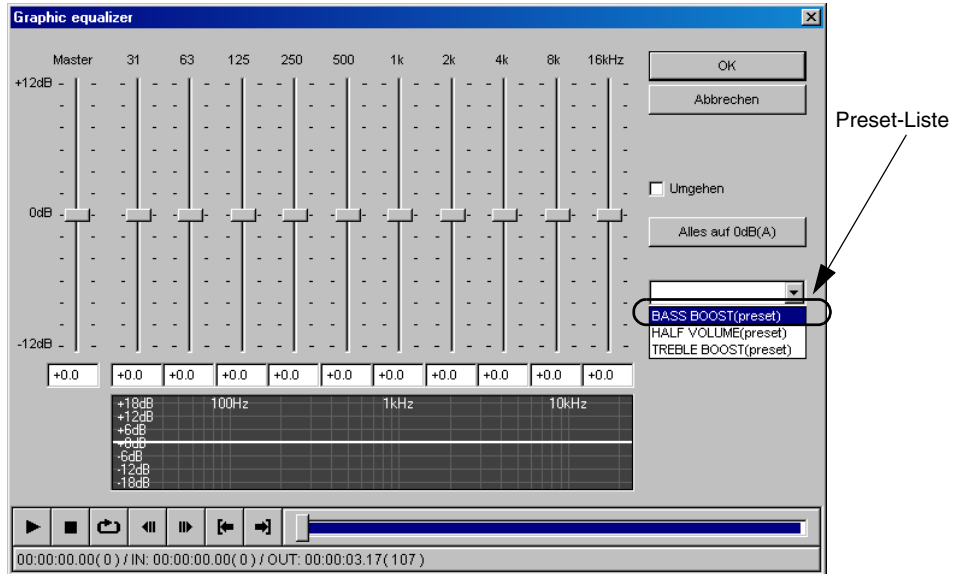 Graphic equalizer
Master 31 63 125 250 500 1k 2k 4k 8k 16kHz
+12dB
0dB
-12dB
+0.0 +0.0 +0.0 +0.0 +0.0 +0.0 +0.0 +0.0 +0.0 +0.0 +0.0
+18dB 100Hz 1kHz 10kHz
+12dB
+6dB
+0dB
-6dB
-12dB
-18dB
OK
Abbrechen
Umgehen
Alles auf 0dB(A)
BASS BOOST(preset)
HALF VOLUME(preset)
TREBLE BOOST(preset)
Preset-Liste
00:00:00.00( 0 ) / IN: 00:00:00.00( 0 ) / OUT: 00:00:03.17( 107 )